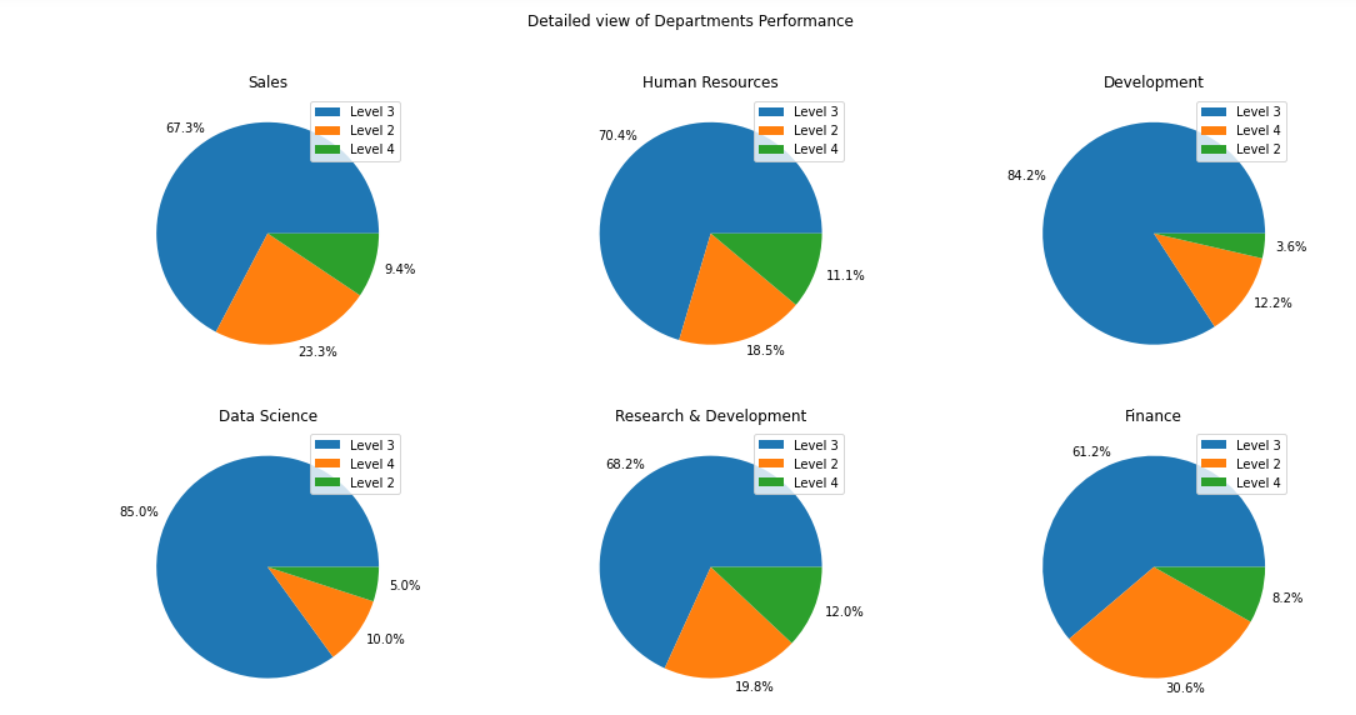 Detailed view of Departments Performance
Sales
Level 3
Level 2
Level 4
67.3%
9.4%
23.3%
Human Resources
Level 3
Level 2
Level 4
70.4%
11.1%
18.5%
Development
Level 3
Level 4
Level 2
84.2%
3.6%
12.2%
Data Science
Level 3
Level 4
Level 2
85.0%
5.0%
10.0%
Research & Development
Level 3
Level 2
Level 4
68.2%
12.0%
19.8%
Finance
Level 3
Level 2
Level 4
61.2%
8.2%
30.6%